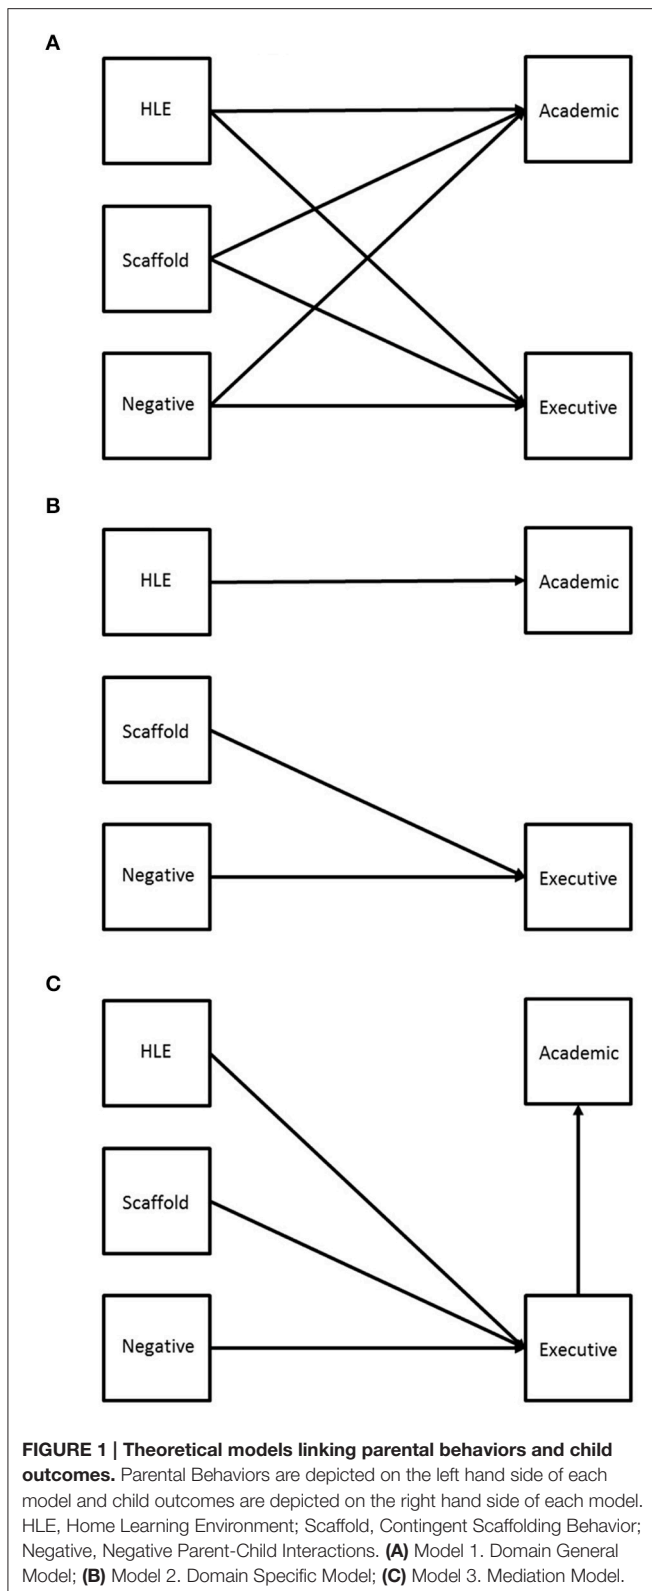 A
HLE
Academic
Scaffold
Negative
Executive
B
HLE
Academic
Scaffold
Negative
Executive
C
HLE
Academic
Scaffold
Negative
Executive
FIGURE 1 | Theoretical models linking parental behaviors and child
outcomes. Parental Behaviors are depicted on the left hand side of each
model and child outcomes are depicted on the right hand side of each model.
HLE, Home Learning Environment; Scaffold, Contingent Scaffolding Behavior;
Negative, Negative Parent-Child Interactions. (A) Model 1. Domain General
Model; (B) Model 2. Domain Specific Model; (C) Model 3. Mediation Model.